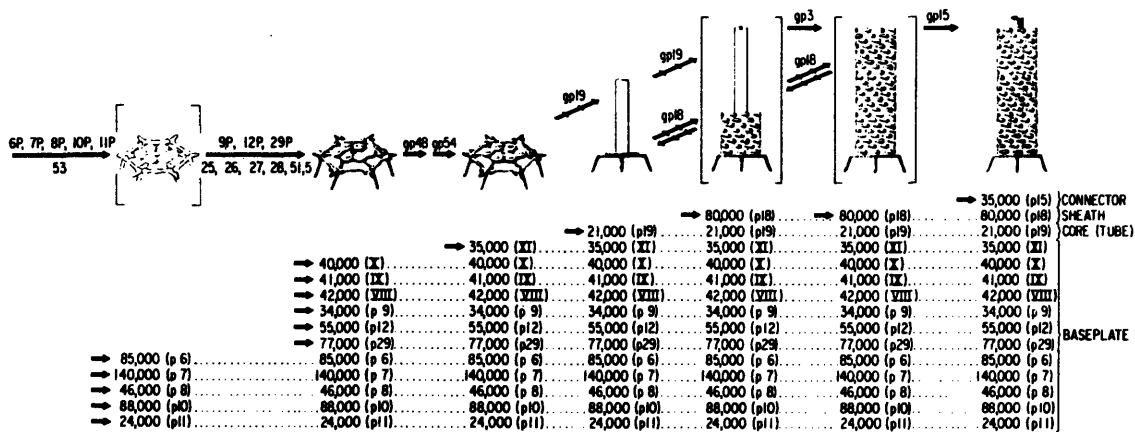 gp3 gp15
gp19 gp18
gp19 gp18
6P, 7P, 8P, 10P, 11P 9P, 12P, 29P gp48 gp54
53 25, 26, 27, 28, 51,5
35,000 (p15) CONNECTOR
80,000 (p18) 80,000 (p18) 80,000 (p18) SHEATH
21,000 (p19) 21,000 (p19) 21,000 (p19) 21,000 (p19) CORE (TUBE)
35,000 (XI) 35,000 (XI) 35,000 (XI) 35,000 (XI) 35,000 (XI)
40,000 (X) 40,000 (X) 40,000 (X) 40,000 (X) 40,000 (X) 40,000 (X)
41,000 (IX) 41,000 (IX) 41,000 (IX) 41,000 (IX) 41,000 (IX) 41,000 (IX)
42,000 (VIII) 42,000 (VIII) 42,000 (VIII) 42,000 (VIII) 42,000 (VIII) 42,000 (VIII)
34,000 (p 9) 34,000 (p 9) 34,000 (p 9) 34,000 (p 9) 34,000 (p 9) 34,000 (p 9)
55,000 (p12) 55,000 (p12) 55,000 (p12) 55,000 (p12) 55,000 (p12) 55,000 (p12)
BASEPLATE
77,000 (p29) 77,000 (p29) 77,000 (p29) 77,000 (p29) 77,000 (p29) 77,000 (p29)
85,000 (p 6) 85,000 (p 6) 85,000 (p 6) 85,000 (p 6) 85,000 (p 6) 85,000 (p 6) 85,000 (p 6)
140,000 (p 7) 140,000 (p 7) 140,000 (p 7) 140,000 (p 7) 140,000 (p 7) 140,000 (p 7) 140,000 (p 7)
46,000 (p 8) 46,000 (p 8) 46,000 (p 8) 46,000 (p 8) 46,000 (p 8) 46,000 (p 8) 46,000 (p 8)
88,000 (p10) 88,000 (p10) 88,000 (p10) 88,000 (p10) 88,000 (p10) 88,000 (p10) 88,000 (p10)
24,000 (p11) 24,000 (p11) 24,000 (p11) 24,000 (p11) 24,000 (p11) 24,000 (p11) 24,000 (p11)